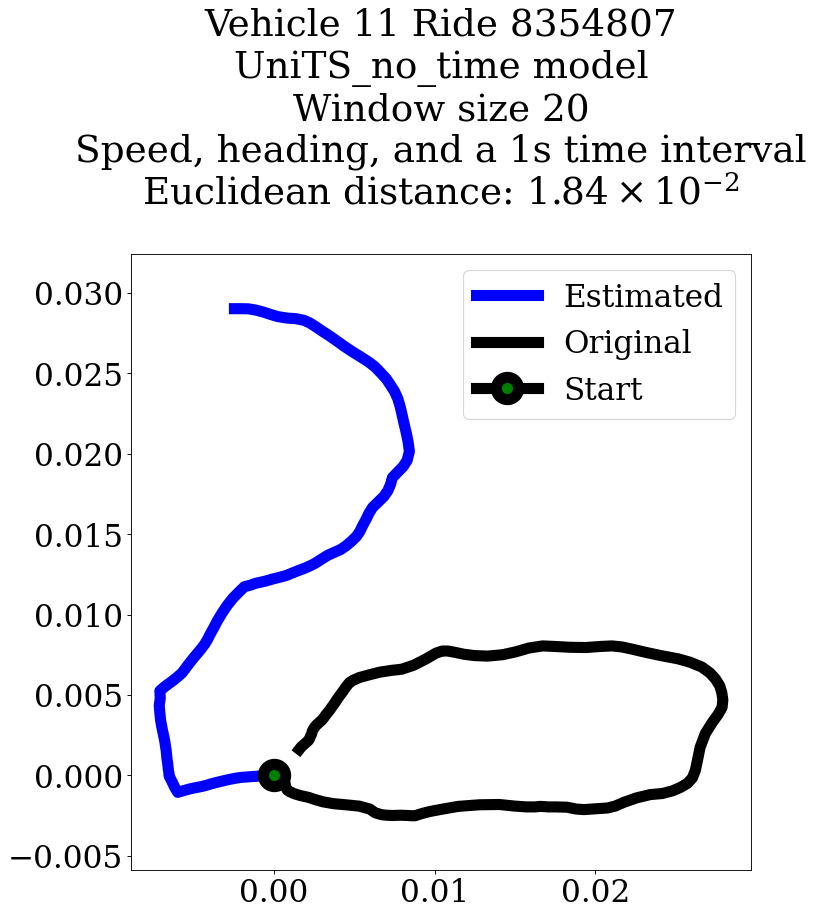 Vehicle 11 Ride 8354807
UniTS_no_time model
Window size 20
Speed, heading, and a 1s time interval
Euclidean distance: 1.84 × 10⁻²
Estimated
Original
Start
0.030
0.025
0.020
0.015
0.010
0.005
0.000
−0.005
0.00 0.01 0.02